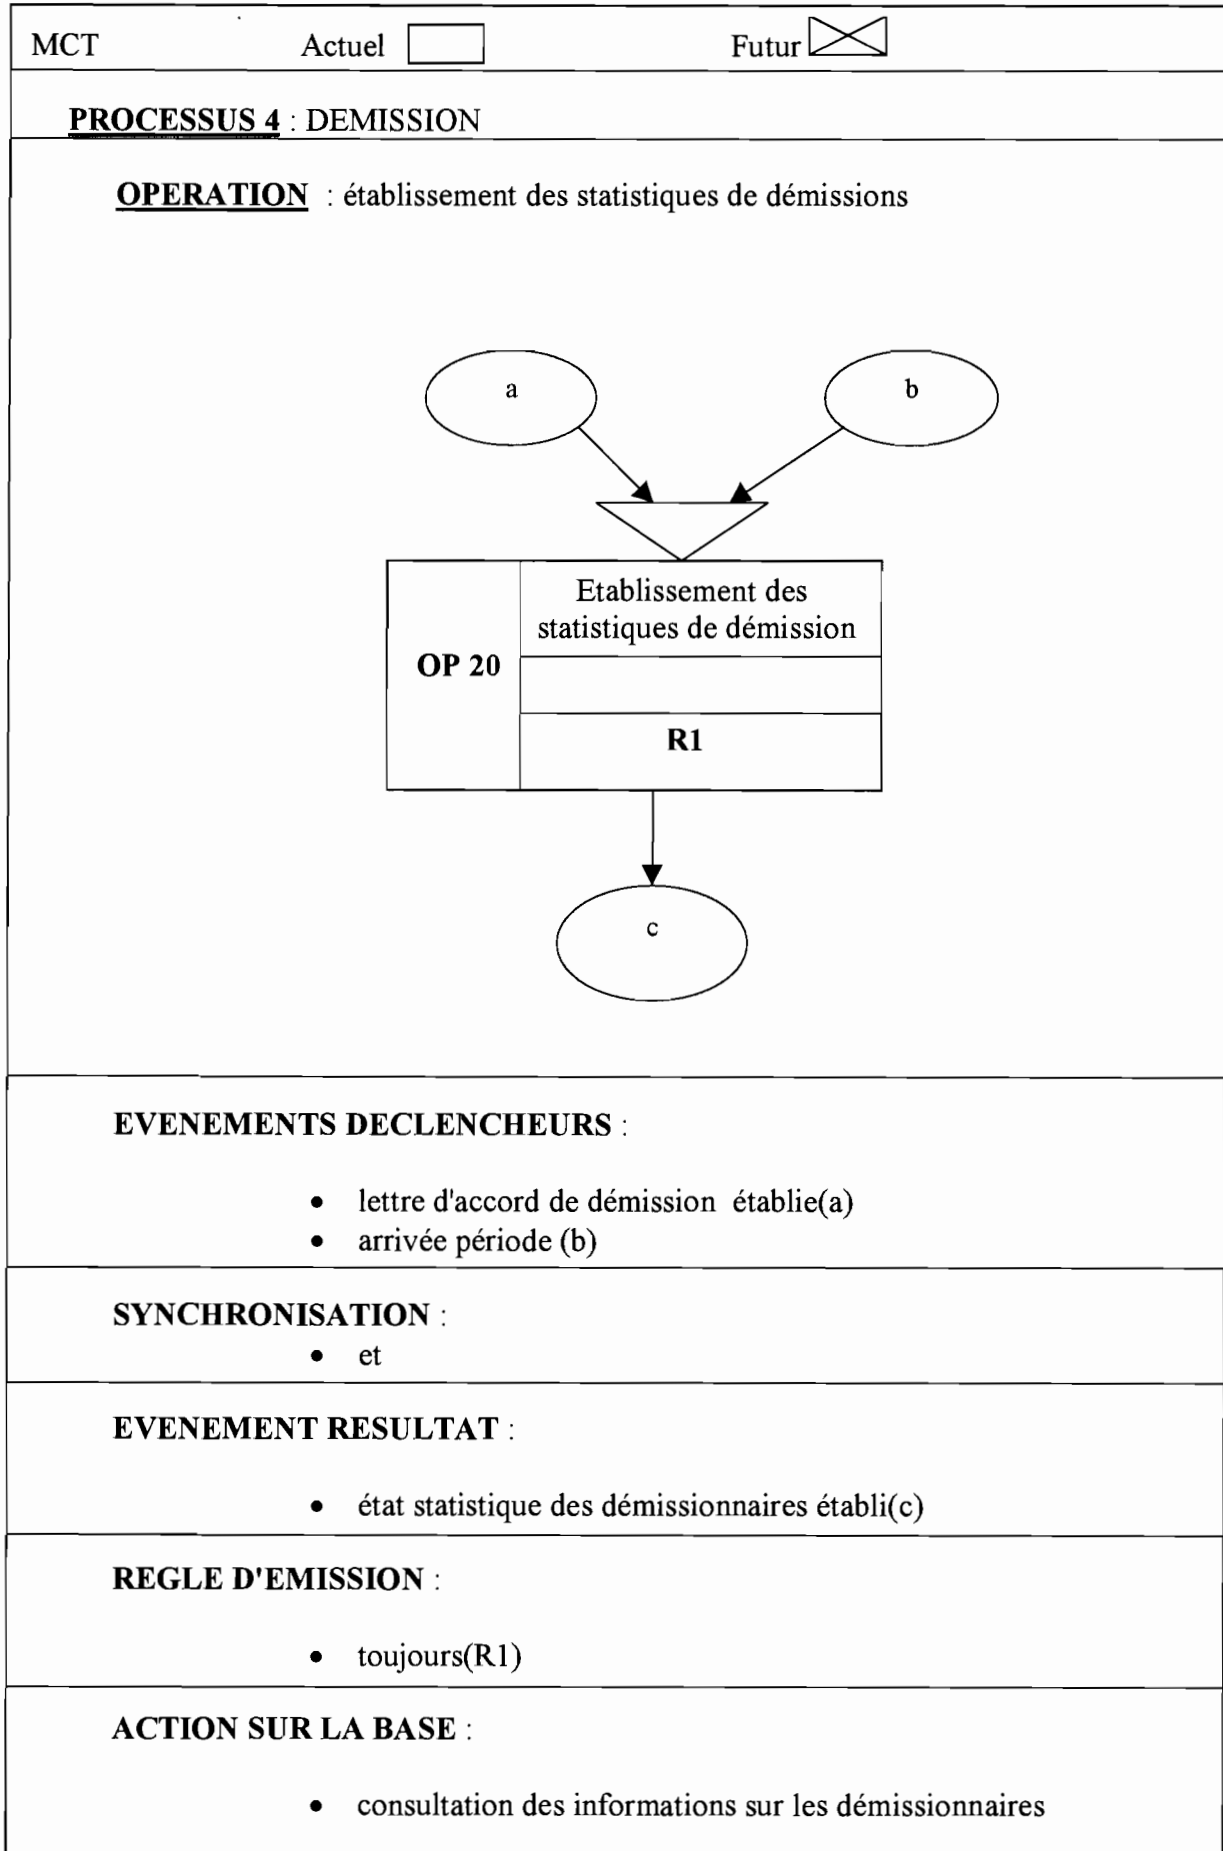 MCT Actuel Futur
PROCESSUS 4 : DEMISSION
OPERATION : établissement des statistiques de démissions
a b
Etablissement des
statistiques de démission
OP 20
R1
c
EVENEMENTS DECLENCHEURS :
• lettre d'accord de démission établie(a)
• arrivée période (b)
SYNCHRONISATION :
• et
EVENEMENT RESULTAT :
• état statistique des démissionnaires établi(c)
REGLE D'EMISSION :
• toujours(R1)
ACTION SUR LA BASE :
• consultation des informations sur les démissionnaires